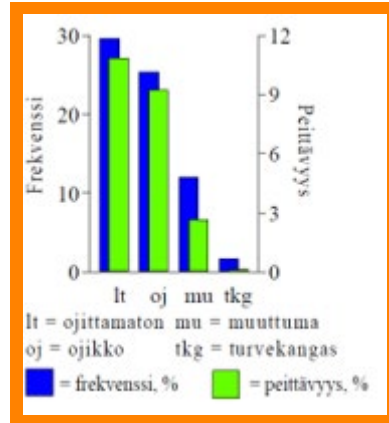 30 12
Frekvenssi
Peittävyys
20 9
6
10
3
0 0
lt oj mu tkg
lt = ojittamaton mu = muuttuma
oj = ojikko tkg = turvekangas
= frekvenssi, % = peittävyys, %